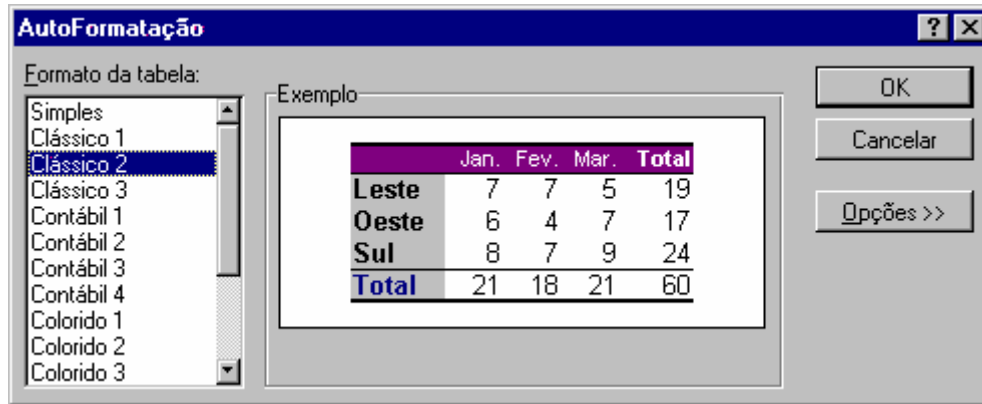 AutoFormatação
Formato da tabela:
Simples
Clássico 1
Clássico 2
Clássico 3
Contábil 1
Contábil 2
Contábil 3
Contábil 4
Colorido 1
Colorido 2
Colorido 3
Exemplo
Jan. Fev. Mar. Total
Leste 7 7 5 19
Oeste 6 4 7 17
Sul 8 7 9 24
Total 21 18 21 60
OK
Cancelar
Opções >>